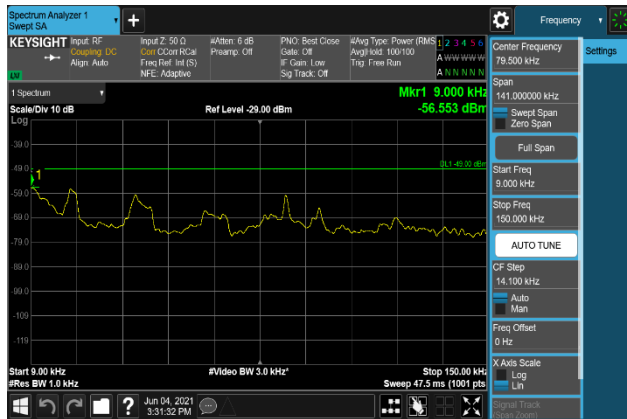 Spectrum Analyzer 1
Swept SA
+
Frequency
KEYSIGHT
Input: RF
Coupling: DC
Align: Auto
Input Z: 50 Ω
Corr CCorr RCal
Freq Ref: Int (S)
NFE: Adaptive
#Atten: 6 dB
Preamp: Off
PNO: Best Close
Gate: Off
IF Gain: Low
Sig Track: Off
#Avg Type: Power (RMS
Avg|Hold: 100/100
Trig: Free Run
1 2 3 4 5 6
A W W W W W
A N N N N N
LW
1 Spectrum
Scale/Div 10 dB
Ref Level -29.00 dBm
Mkr1 9.000 kHz
-56.553 dBm
Log
-39.0
-49.0
-59.0
-69.0
-79.0
-89.0
-99.0
-109
-119
DL1 -49.00 dBm
1
Start 9.00 kHz
#Res BW 1.0 kHz
#Video BW 3.0 kHz*
Stop 150.00 kHz
Sweep 47.5 ms (1001 pts
Jun 04, 2021
3:31:32 PM
?
Center Frequency
79.500 kHz
Span
141.000000 kHz
Swept Span
Zero Span
Full Span
Start Freq
9.000 kHz
Stop Freq
150.000 kHz
AUTO TUNE
CF Step
14.100 kHz
Auto
Man
Freq Offset
0 Hz
X Axis Scale
Log
Lin
Signal Track
(Span Zoom)
Settings